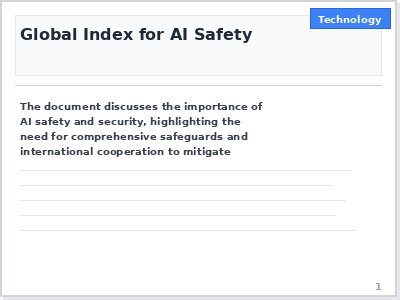 Technology
Global Index for AI Safety
The document discusses the importance of
AI safety and security, highlighting the
need for comprehensive safeguards and
international cooperation to mitigate
1